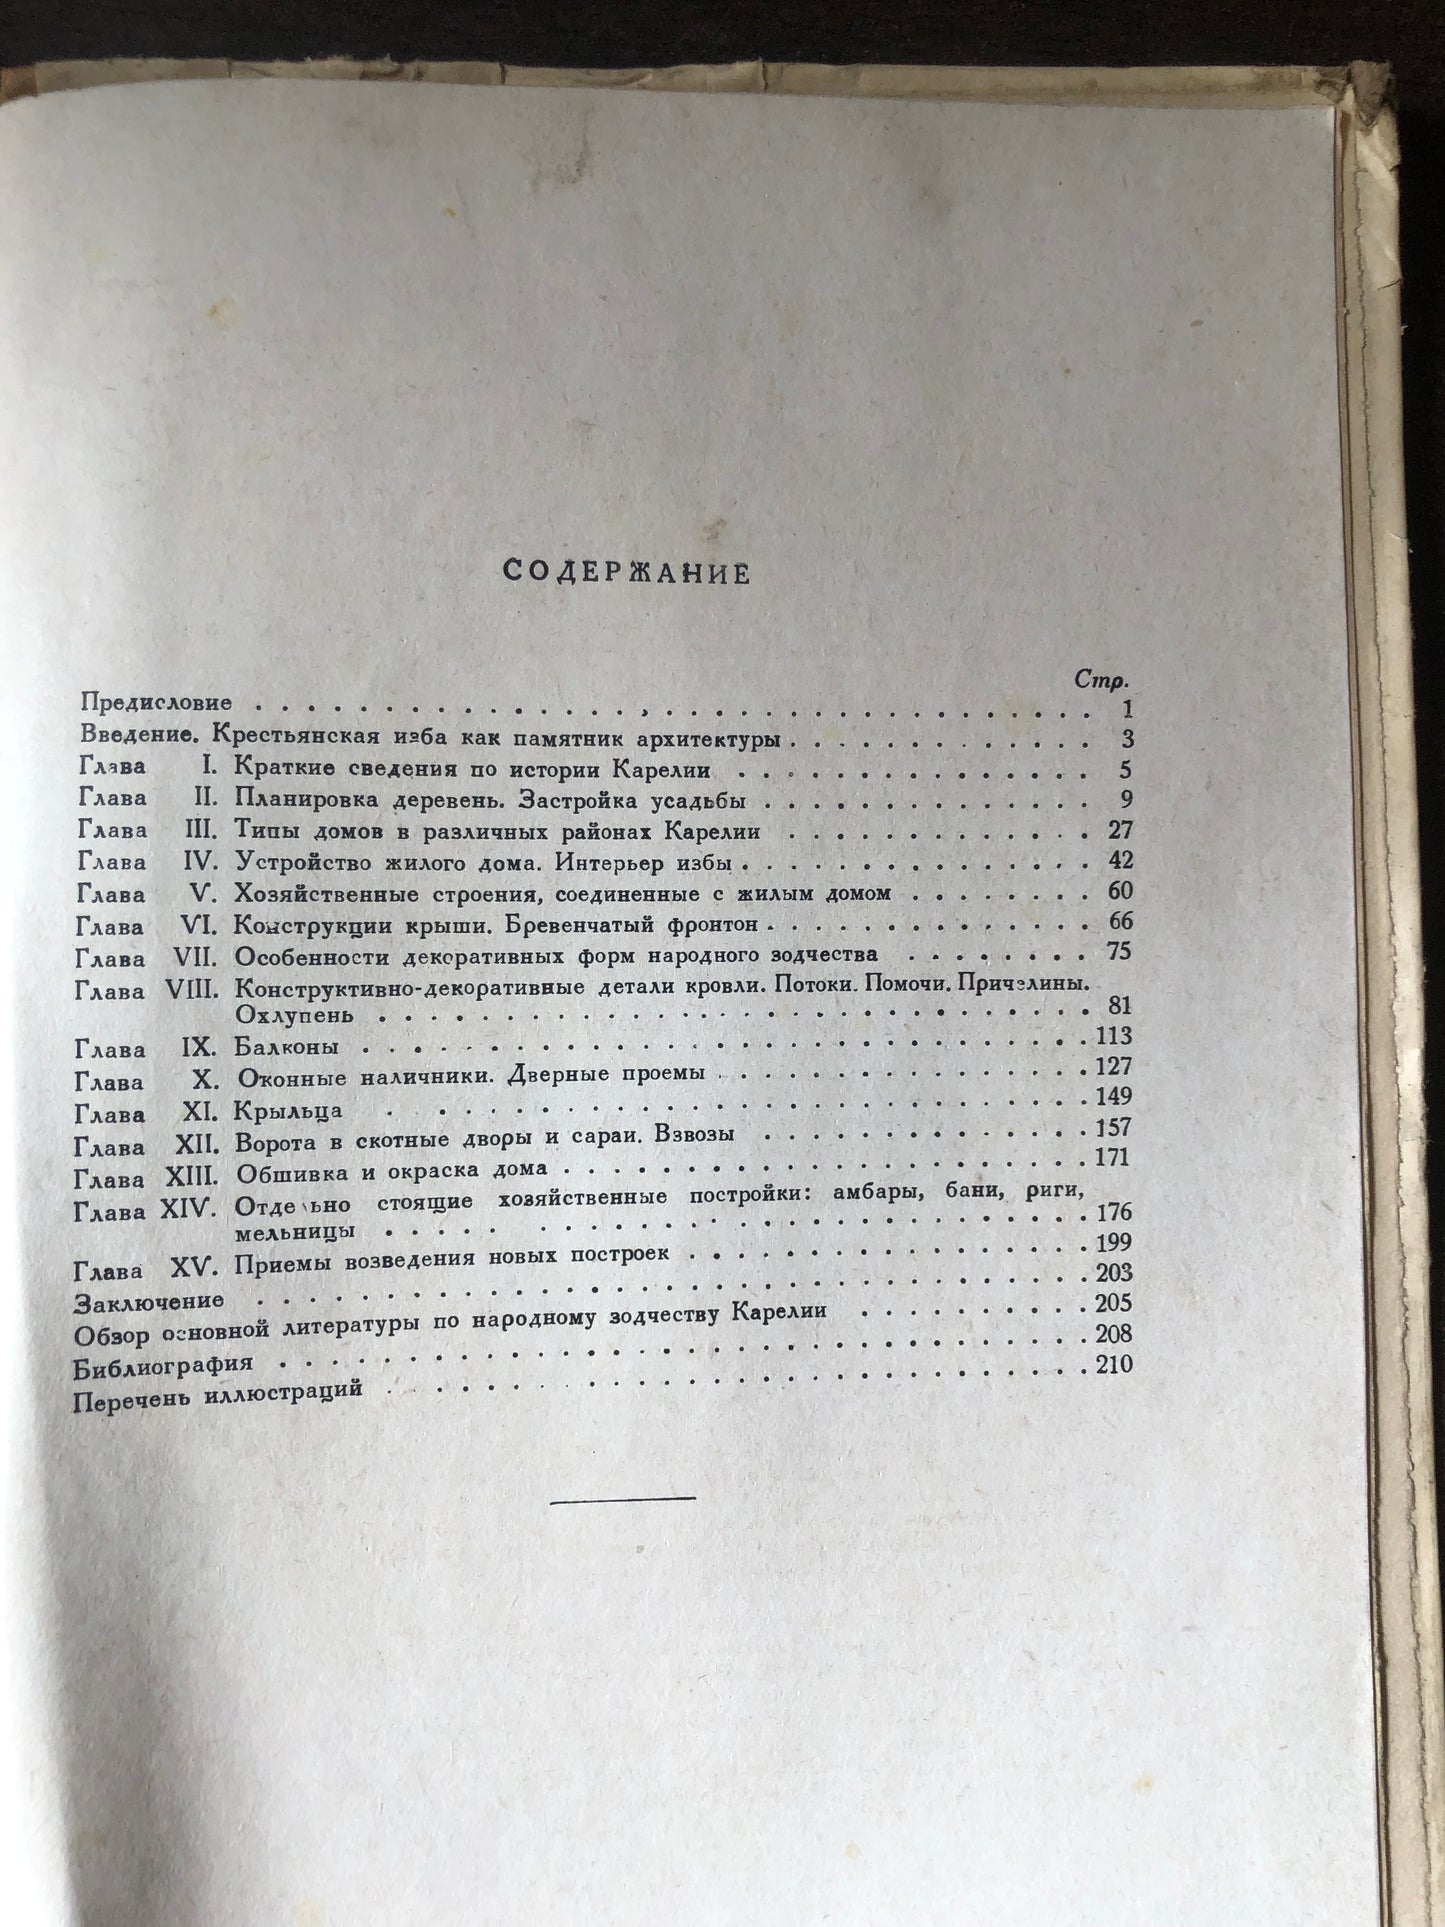 СОДЕРЖАНИЕ
Стр.
Предисловие . . . . . . . . . . . . . . . . . . . . . . . . . . . . . . . . 1
Введение. Крестьянская изба как памятник архитектуры . . . . . . . . . . . . 3
Глава I. Краткие сведения по истории Карелии . . . . . . . . . . . . . . 5
Глава II. Планировка деревень. Застройка усадьбы . . . . . . . . . . . . . 9
Глава III. Типы домов в различных районах Карелии . . . . . . . . . . . . 27
Глава IV. Устройство жилого дома. Интерьер избы . . . . . . . . . . . . . . 42
Глава V. Хозяйственные строения, соединенные с жилым домом . . . . . . . 60
Глава VI. Конструкции крыши. Бревенчатый фронтон . . . . . . . . . . . . . 66
Глава VII. Особенности декоративных форм народного зодчества . . . . . . . 75
Глава VIII. Конструктивно-декоративные детали кровли. Потоки. Помочи. Причелины.
Охлупень . . . . . . . . . . . . . . . . . . . . . . . . . . . . 81
Глава IX. Балконы . . . . . . . . . . . . . . . . . . . . . . . . . . . . 113
Глава X. Оконные наличники. Дверные проемы . . . . . . . . . . . . . . . 127
Глава XI. Крыльца . . . . . . . . . . . . . . . . . . . . . . . . . . . 149
Глава XII. Ворота в скотные дворы и сараи. Взвозы . . . . . . . . . . . . . 157
Глава XIII. Обшивка и окраска дома . . . . . . . . . . . . . . . . . . . . . 171
Глава XIV. Отдельно стоящие хозяйственные постройки: амбары, бани, риги,
мельницы . . . . . . . . . . . . . . . . . . . . . . . . . . . 176
Глава XV. Приемы возведения новых построек . . . . . . . . . . . . . . . . 199
Заключение . . . . . . . . . . . . . . . . . . . . . . . . . . . . . . . . 203
Обзор основной литературы по народному зодчеству Карелии . . . . . . . . . 205
Библиография . . . . . . . . . . . . . . . . . . . . . . . . . . . . . . . 208
Перечень иллюстраций . . . . . . . . . . . . . . . . . . . . . . . . . . . 210